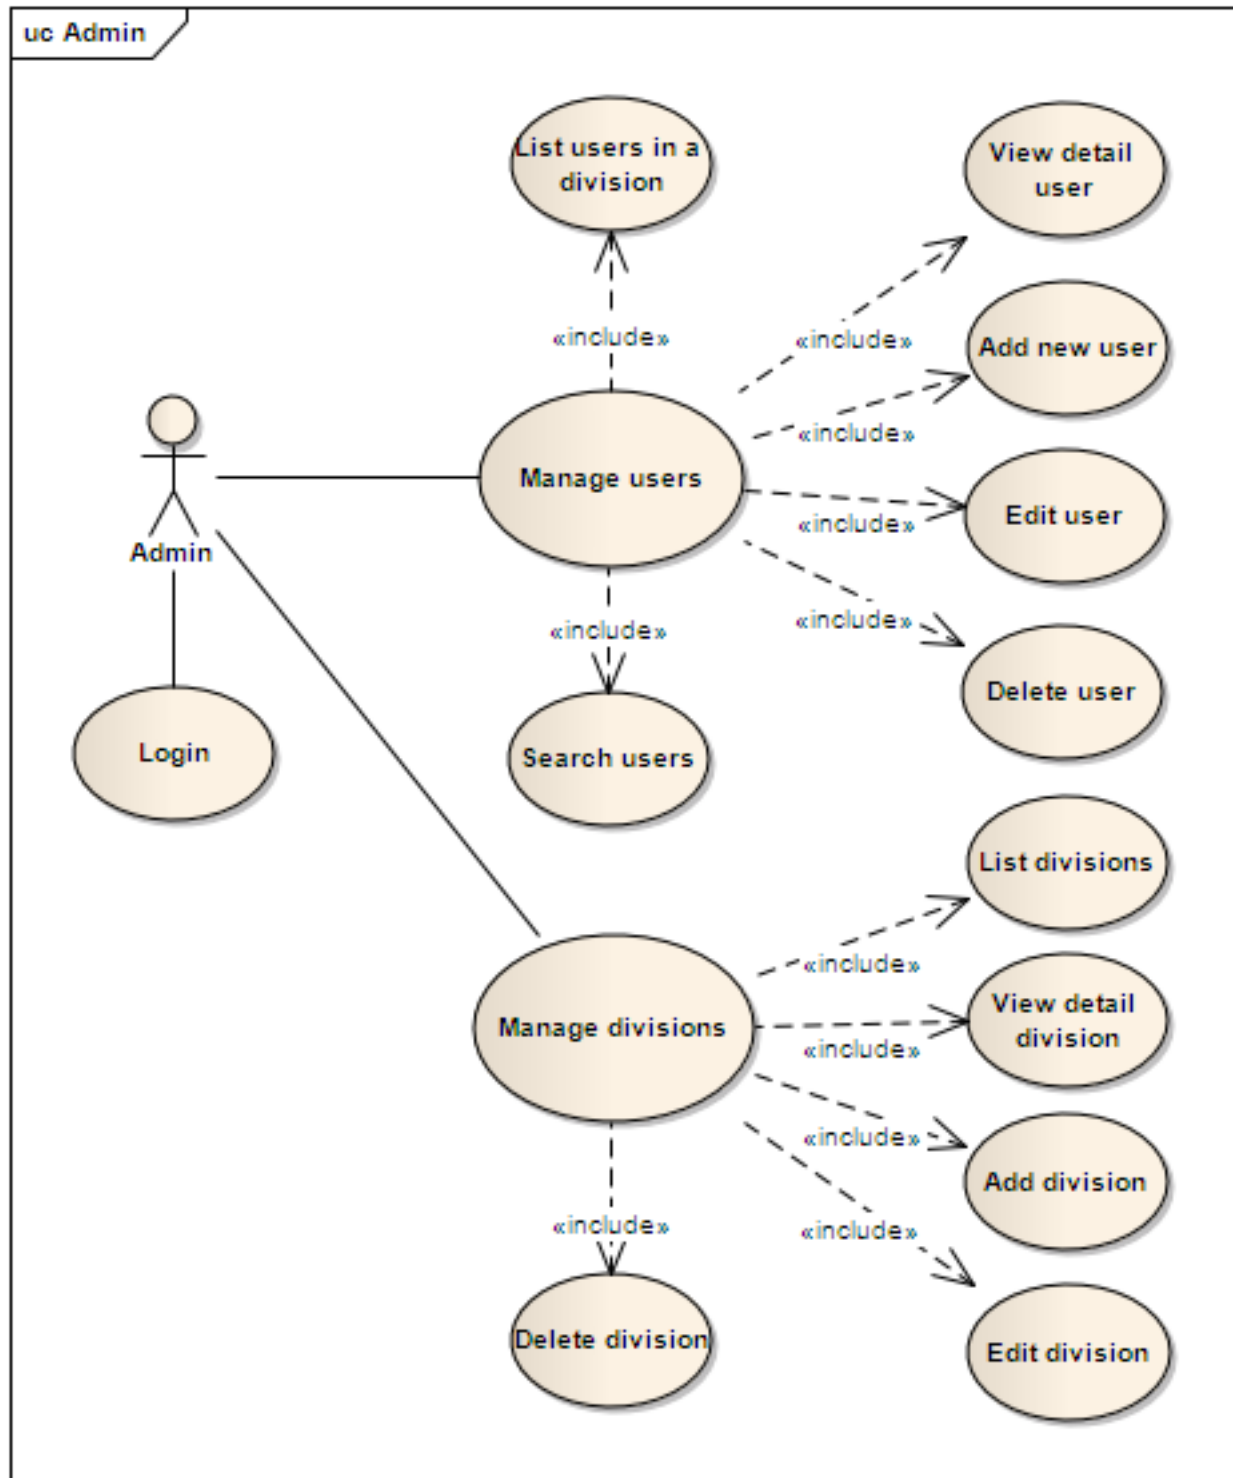 uc Admin
List users in a
division
View detail
user
«include»
«include»
Add new user
«include»
Manage users
Edit user
«include»
Admin
«include»
«include»
Delete user
Login
Search users
List divisions
«include»
View detail
division
Manage divisions
«include»
«include»
Add division
«include»
«include»
Delete division
Edit division